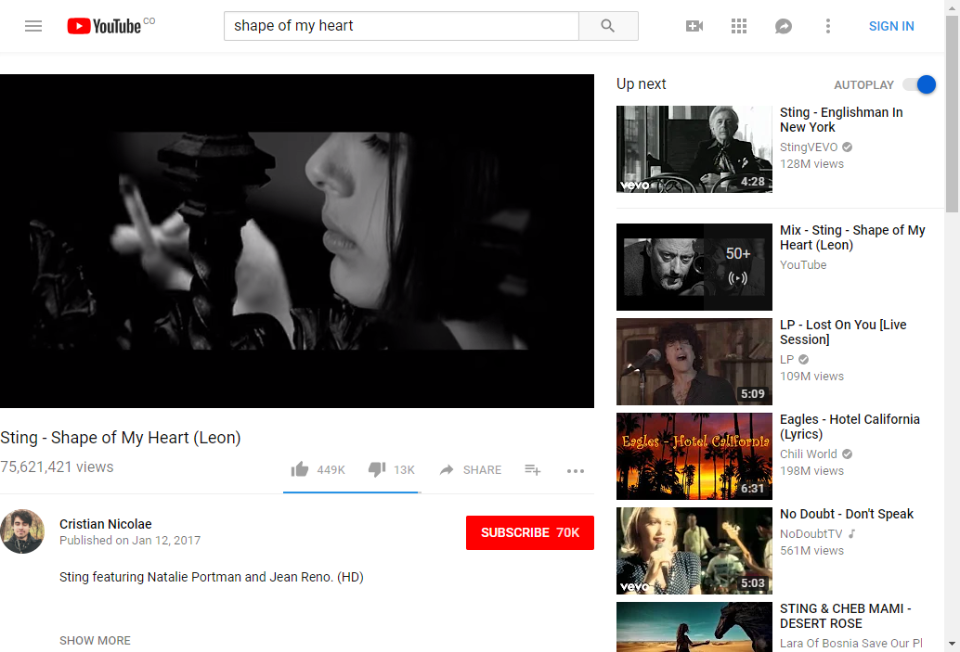 YouTube CO
shape of my heart
SIGN IN
Up next
AUTOPLAY
Sting - Englishman In
New York
StingVEVO
128M views
vevo
4:28
Mix - Sting - Shape of My
Heart (Leon)
YouTube
50+
LP - Lost On You [Live
Session]
LP
109M views
5:09
Eagles - Hotel California
(Lyrics)
Chili World
198M views
Eagles - Hotel California
6:31
No Doubt - Don't Speak
NoDoubtTV
561M views
vevo
5:03
STING & CHEB MAMI -
DESERT ROSE
Lara Of Bosnia Save Our Pl
Sting - Shape of My Heart (Leon)
75,621,421 views
449K
13K
SHARE
Cristian Nicolae
Published on Jan 12, 2017
SUBSCRIBE 70K
Sting featuring Natalie Portman and Jean Reno. (HD)
SHOW MORE